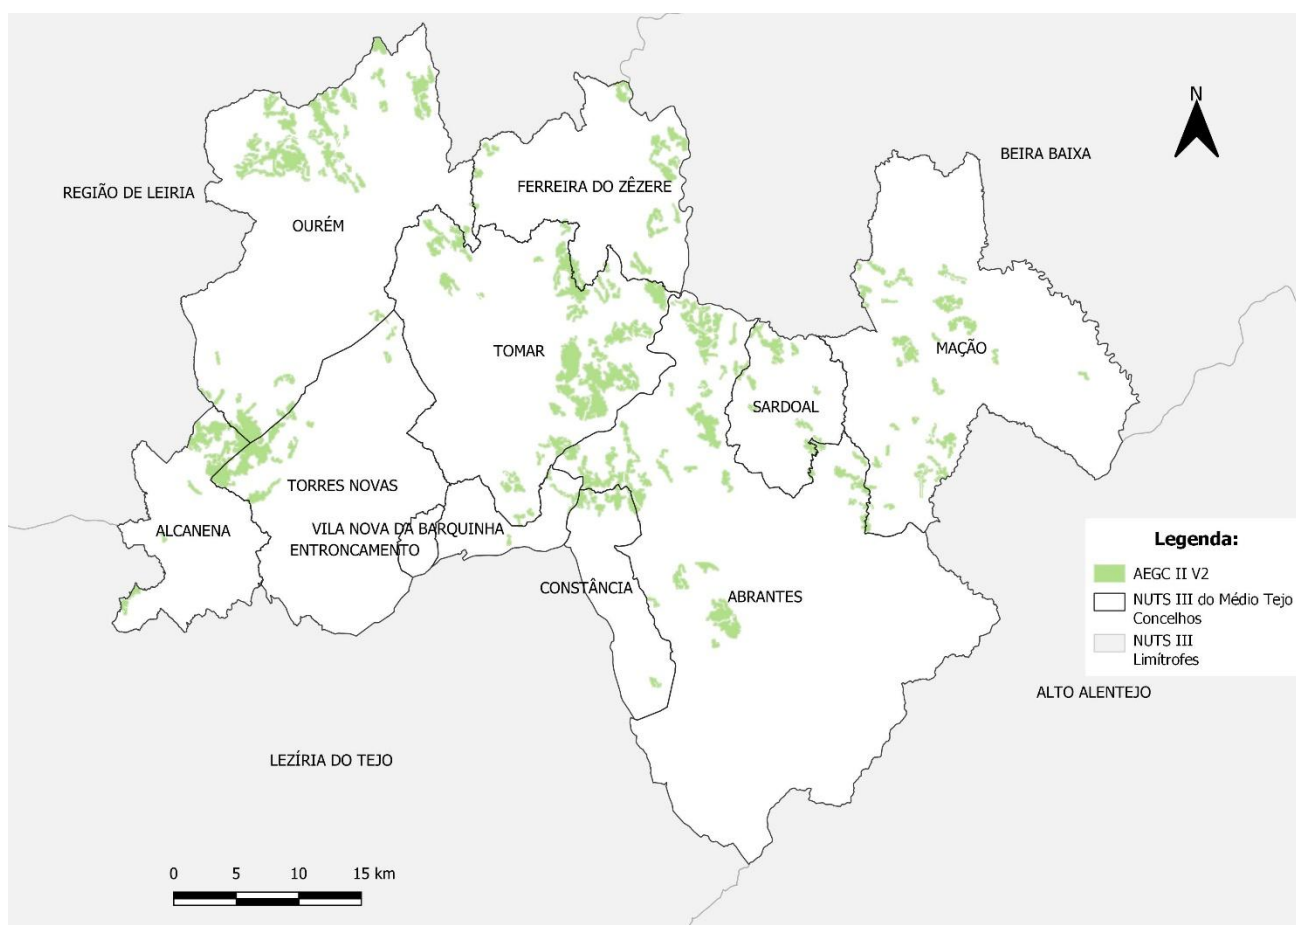 N
BEIRA BAIXA
REGIÃO DE LEIRIA
FERREIRA DO ZÊZERE
OURÉM
TOMAR
MAÇÃO
SARDOAL
TORRES NOVAS
ALCANENA
VILA NOVA DA BARQUINHA
ENTRONCAMENTO
CONSTÂNCIA
ABRANTES
Legenda:
AEGC II V2
NUTS III do Médio Tejo
Concelhos
NUTS III
Limítrofes
ALTO ALENTEJO
LEZÍRIA DO TEJO
0 5 10 15 km